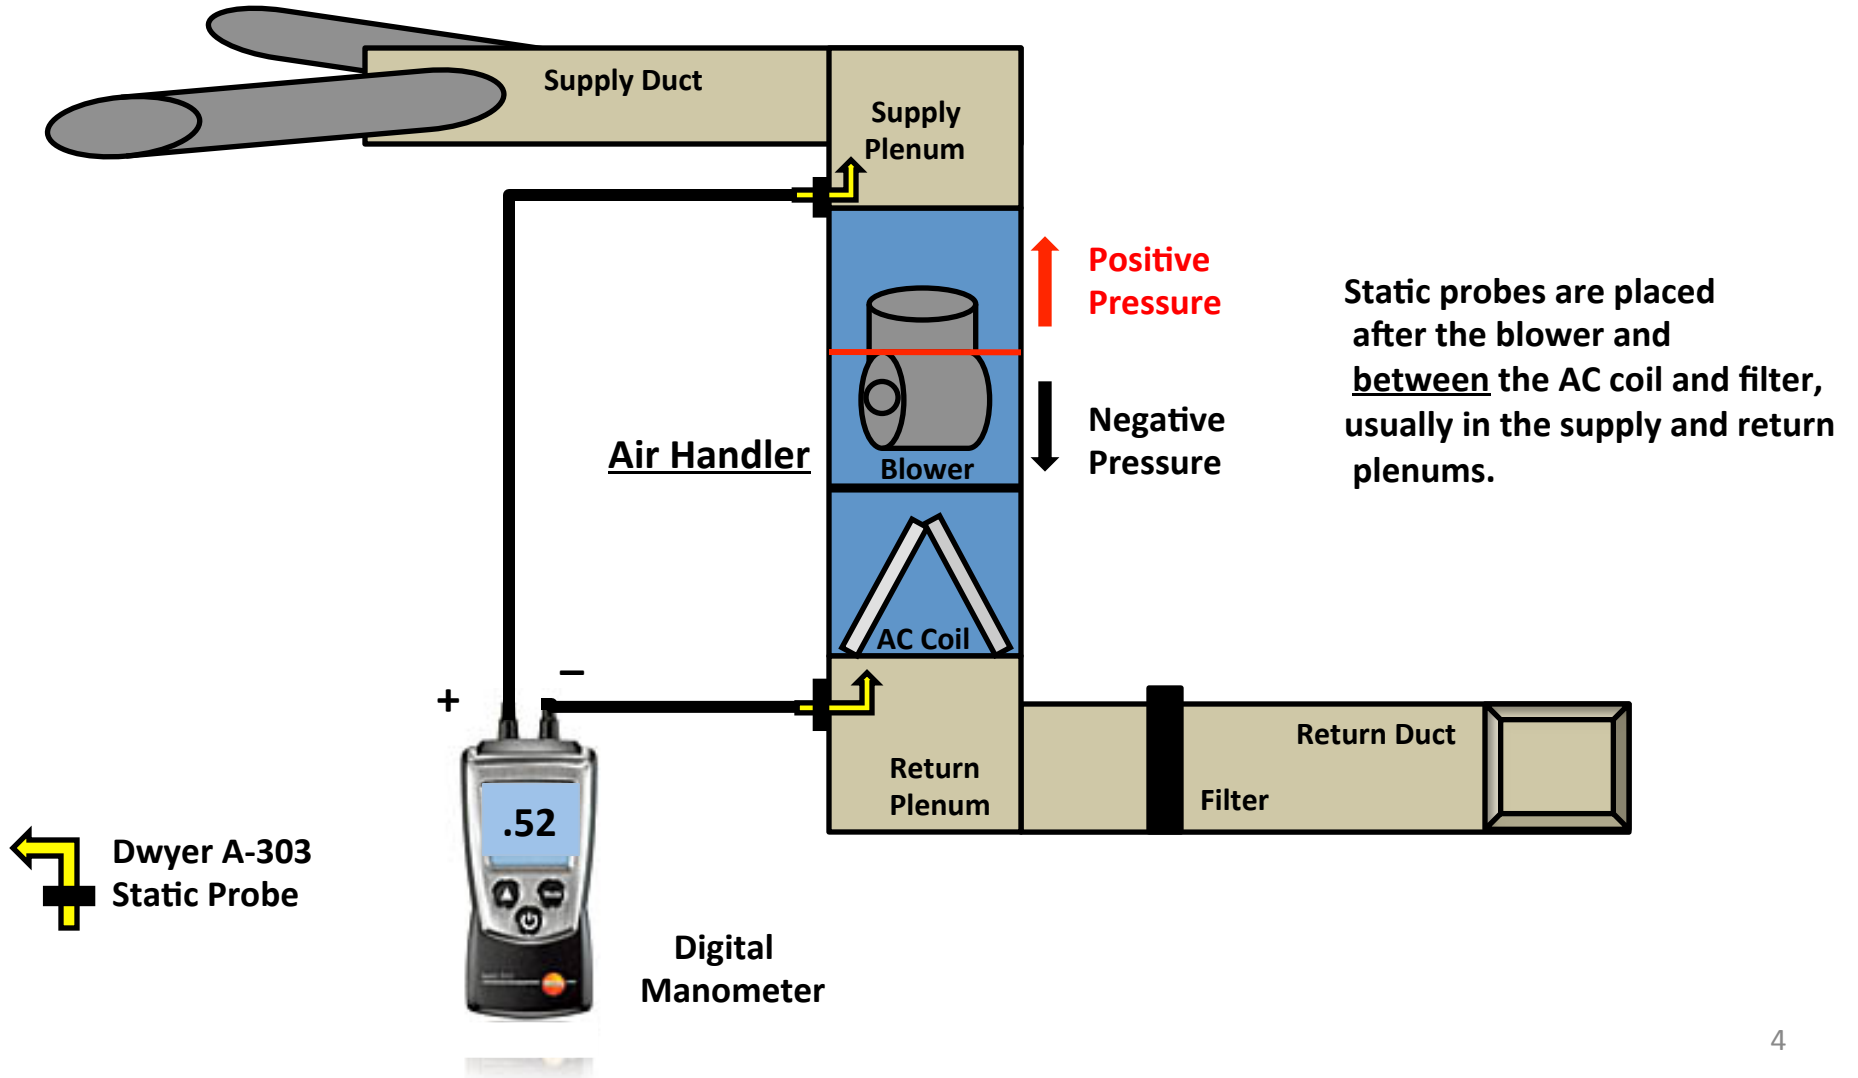 Supply Duct
Supply
Plenum
Positive
Pressure
Static probes are placed
after the blower and
between the AC coil and filter,
usually in the supply and return
plenums.
Negative
Pressure
Air Handler
Blower
AC Coil
+
–
Return Duct
Return
Plenum
Filter
.52
Dwyer A-303
Static Probe
Digital
Manometer
4